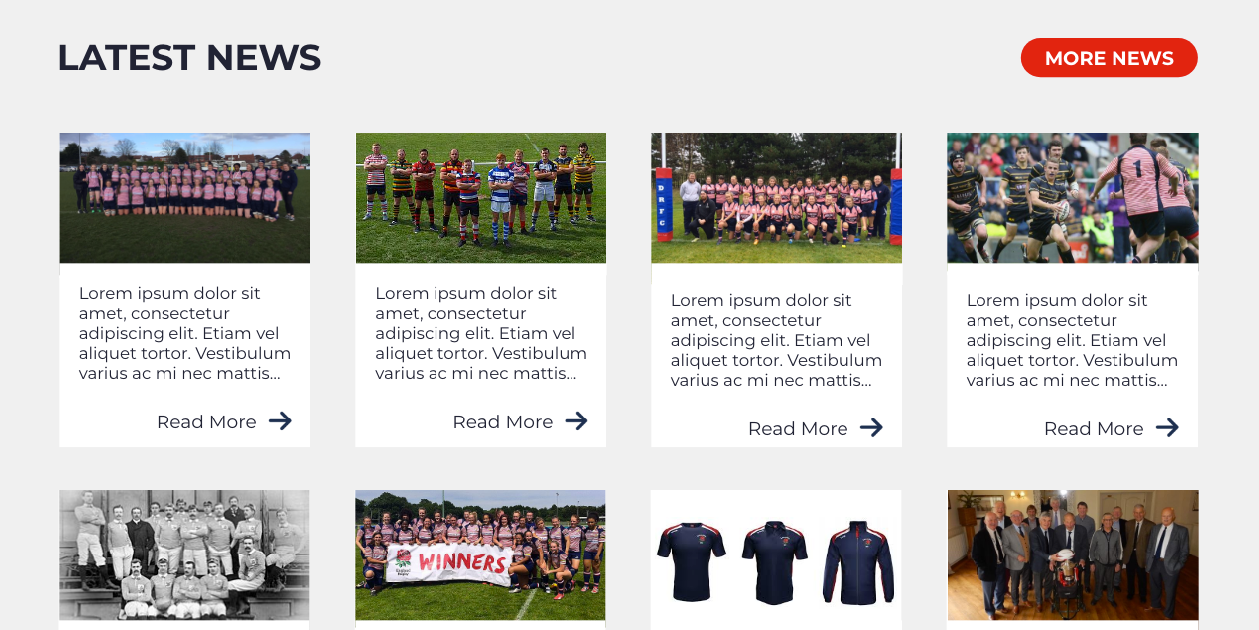 LATEST NEWS
MORE NEWS
D
R
F
C
1
Lorem ipsum dolor sit
amet, consectetur
adipiscing elit. Etiam vel
aliquet tortor. Vestibulum
varius ac mi nec mattis...
Read More
Lorem ipsum dolor sit
amet, consectetur
adipiscing elit. Etiam vel
aliquet tortor. Vestibulum
varius ac mi nec mattis...
Read More
Lorem ipsum dolor sit
amet, consectetur
adipiscing elit. Etiam vel
aliquet tortor. Vestibulum
varius ac mi nec mattis...
Read More
Lorem ipsum dolor sit
amet, consectetur
adipiscing elit. Etiam vel
aliquet tortor. Vestibulum
varius ac mi nec mattis...
Read More
WINNERS
England
Rugby